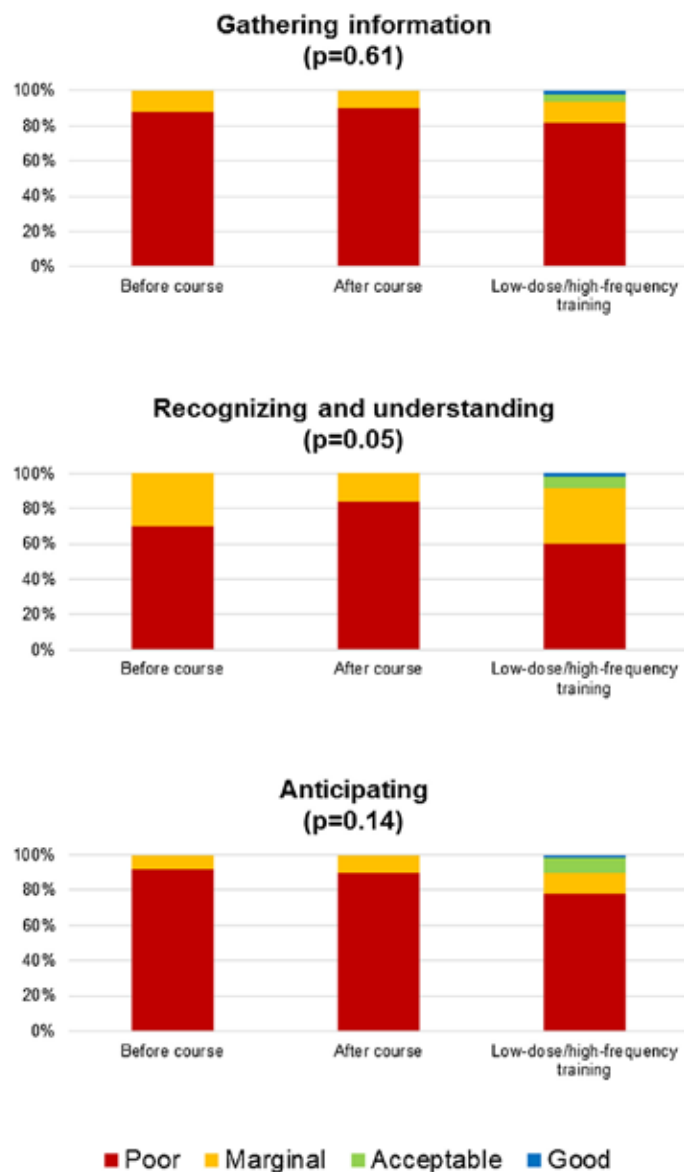 Gathering information
(p=0.61)
100%
80%
60%
40%
20%
0%
Before course
After course
Low-dose/high-frequency
training
Recognizing and understanding
(p=0.05)
100%
80%
60%
40%
20%
0%
Before course
After course
Low-dose/high-frequency
training
Anticipating
(p=0.14)
100%
80%
60%
40%
20%
0%
Before course
After course
Low-dose/high-frequency
training
Poor Marginal Acceptable Good